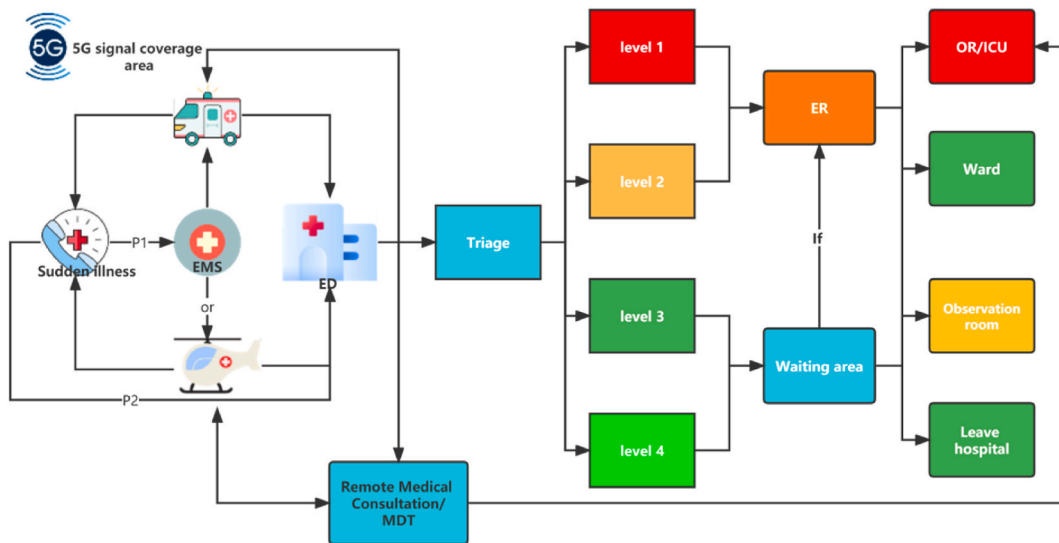 5G
5G signal coverage
area
Sudden illness
P1
EMS
or
P2
ED
Triage
level 1
level 2
level 3
level 4
ER
If
Waiting area
OR/ICU
Ward
Observation
room
Leave
hospital
Remote Medical
Consultation/
MDT